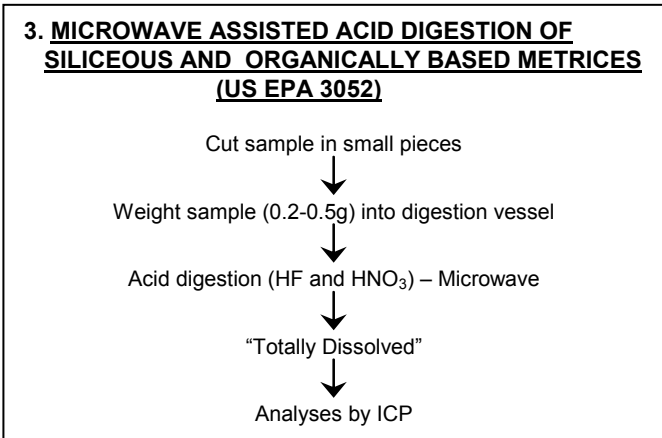 3. MICROWAVE ASSISTED ACID DIGESTION OF
SILICEOUS AND ORGANICALLY BASED METRICES
(US EPA 3052)
Cut sample in small pieces
Weight sample (0.2-0.5g) into digestion vessel
Acid digestion (HF and HNO₃) – Microwave
“Totally Dissolved”
Analyses by ICP